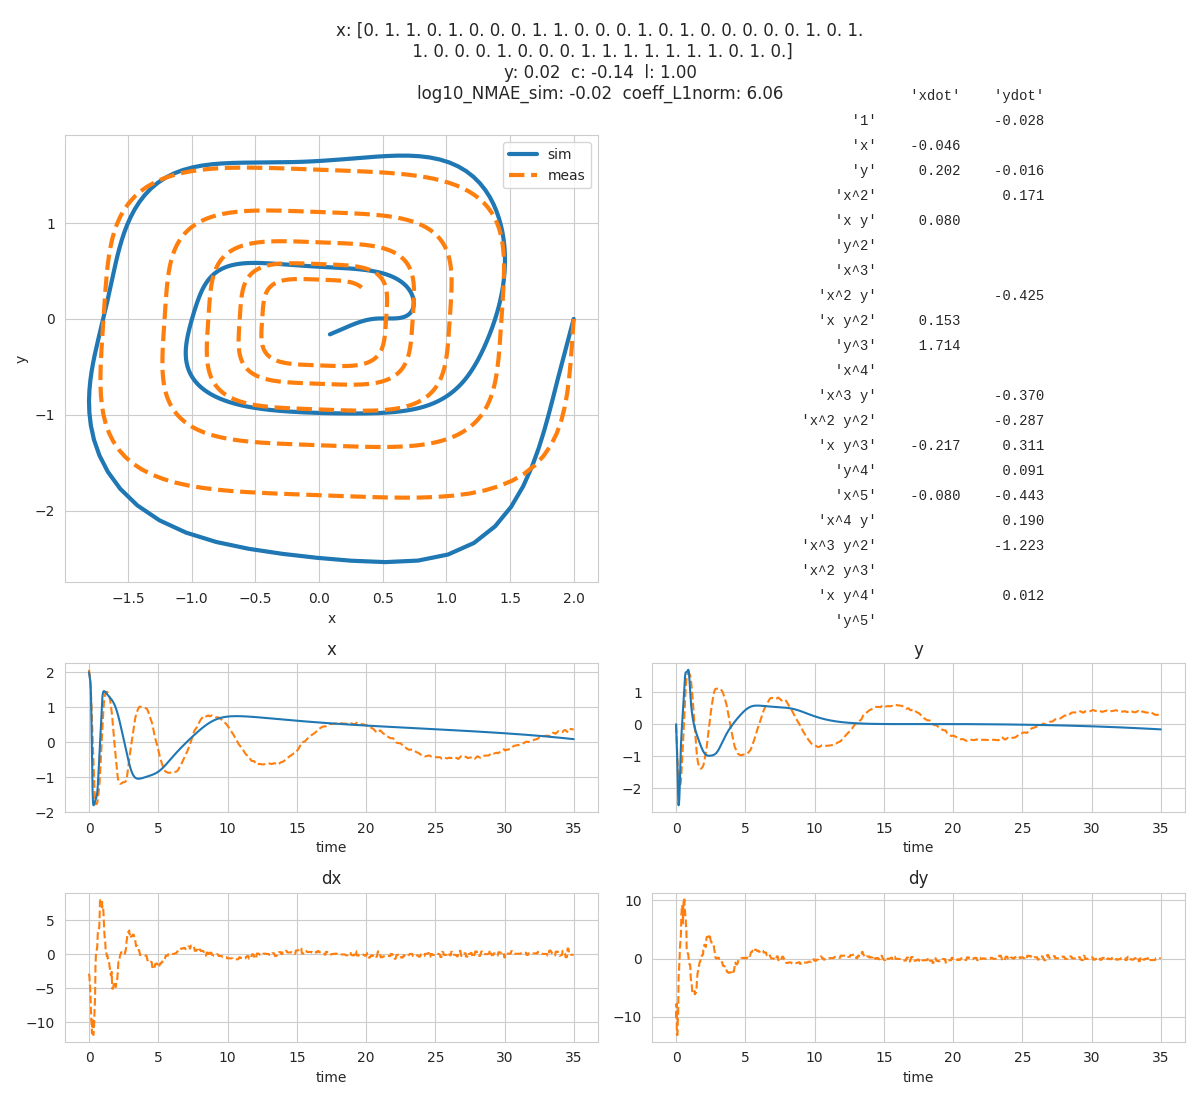 x: [0. 1. 1. 0. 1. 0. 0. 0. 1. 1. 0. 0. 0. 1. 0. 1. 0. 0. 0. 0. 0. 1. 0. 1.
1. 0. 0. 0. 1. 0. 0. 0. 1. 1. 1. 1. 1. 1. 1. 1. 0. 1. 0.]
y: 0.02 c: -0.14 l: 1.00
log10_NMAE_sim: -0.02 coeff_L1norm: 6.06
'xdot' 'ydot'
'1' -0.028
'x' -0.046
'y' 0.202 -0.016
'x^2' 0.171
'x y' 0.080
'y^2'
'x^3'
'x^2 y' -0.425
'x y^2' 0.153
'y^3' 1.714
'x^4'
'x^3 y' -0.370
'x^2 y^2' -0.287
'x y^3' -0.217 0.311
'y^4' 0.091
'x^5' -0.080 -0.443
'x^4 y' 0.190
'x^3 y^2' -1.223
'x^2 y^3'
'x y^4' 0.012
'y^5'
sim
meas
1
0
−1
−2
y
−1.5 −1.0 −0.5 0.0 0.5 1.0 1.5 2.0
x
x
2
1
0
−1
−2
0 5 10 15 20 25 30 35
time
y
1
0
−1
−2
0 5 10 15 20 25 30 35
time
dx
5
0
−5
−10
0 5 10 15 20 25 30 35
time
dy
10
0
−10
0 5 10 15 20 25 30 35
time